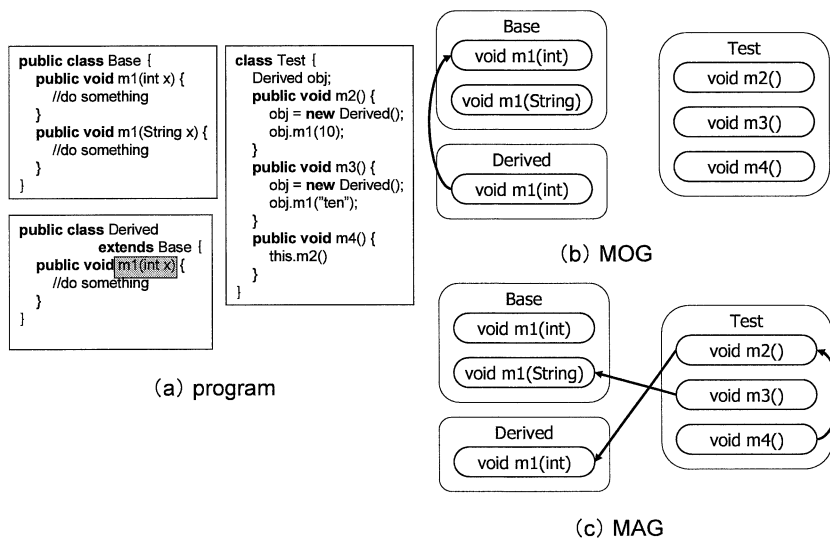 public class Base {
public void m1(int x) {
//do something
}
public void m1(String x) {
//do something
}
}
public class Derived
extends Base {
public void m1(int x) {
//do something
}
}
class Test {
Derived obj;
public void m2() {
obj = new Derived();
obj.m1(10);
}
public void m3() {
obj = new Derived();
obj.m1("ten");
}
public void m4() {
this.m2()
}
}
(a) program
Base
void m1(int)
void m1(String)
Derived
void m1(int)
Test
void m2()
void m3()
void m4()
(b) MOG
Base
void m1(int)
void m1(String)
Derived
void m1(int)
Test
void m2()
void m3()
void m4()
(c) MAG